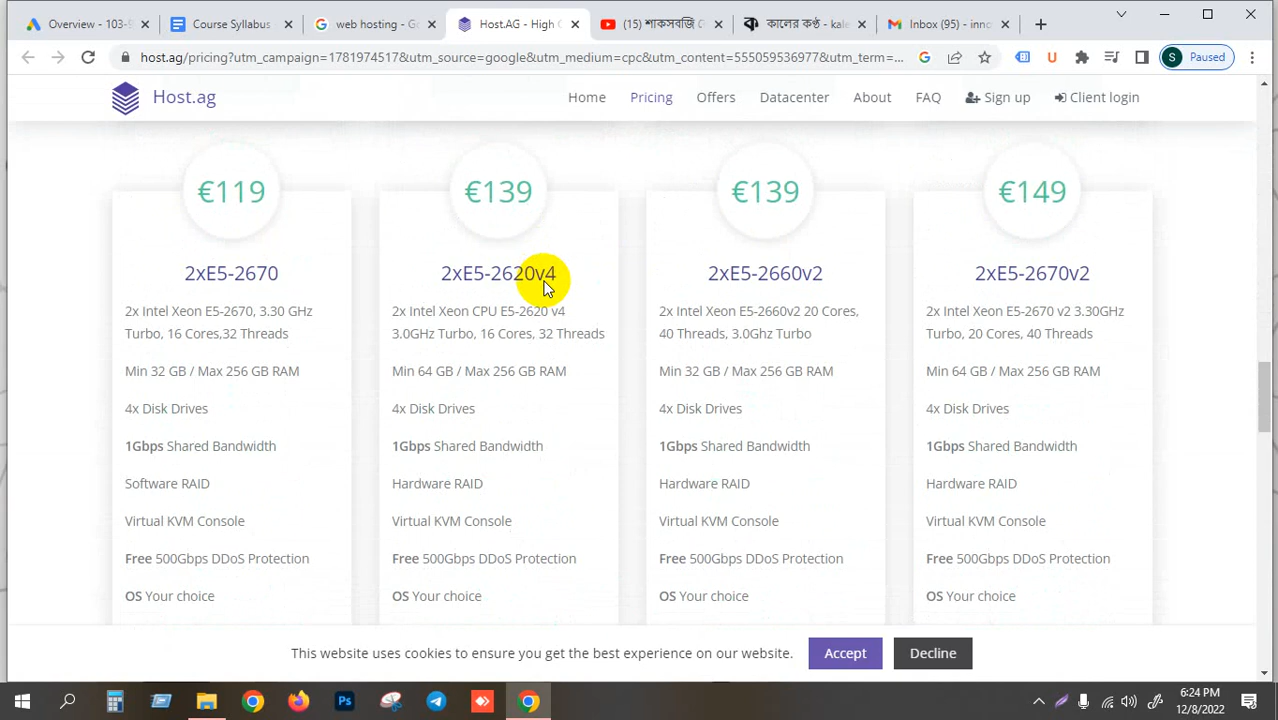 Overview - 103-
Course Syllabus
web hosting - Go
Host.AG - High
(15) শাকসবজি
কালের কণ্ঠ - kale
Inbox (95) - inno
host.ag/pricing?utm_campaign=1781974517&utm_source=google&utm_medium=cpc&utm_content=555059536977&utm_term=...
S Paused
Host.ag
Home
Pricing
Offers
Datacenter
About
FAQ
Sign up
Client login
€119
€139
€139
€149
2xE5-2670
2x Intel Xeon E5-2670, 3.30 GHz
Turbo, 16 Cores,32 Threads
Min 32 GB / Max 256 GB RAM
4x Disk Drives
1Gbps Shared Bandwidth
Software RAID
Virtual KVM Console
Free 500Gbps DDoS Protection
OS Your choice
2xE5-2620v4
2x Intel Xeon CPU E5-2620 v4
3.0GHz Turbo, 16 Cores, 32 Threads
Min 64 GB / Max 256 GB RAM
4x Disk Drives
1Gbps Shared Bandwidth
Hardware RAID
Virtual KVM Console
Free 500Gbps DDoS Protection
OS Your choice
2xE5-2660v2
2x Intel Xeon E5-2660v2 20 Cores,
40 Threads, 3.0Ghz Turbo
Min 32 GB / Max 256 GB RAM
4x Disk Drives
1Gbps Shared Bandwidth
Hardware RAID
Virtual KVM Console
Free 500Gbps DDoS Protection
OS Your choice
2xE5-2670v2
2x Intel Xeon E5-2670 v2 3.30GHz
Turbo, 20 Cores, 40 Threads
Min 64 GB / Max 256 GB RAM
4x Disk Drives
1Gbps Shared Bandwidth
Hardware RAID
Virtual KVM Console
Free 500Gbps DDoS Protection
OS Your choice
This website uses cookies to ensure you get the best experience on our website.
Accept
Decline
Ps
6:24 PM
12/8/2022